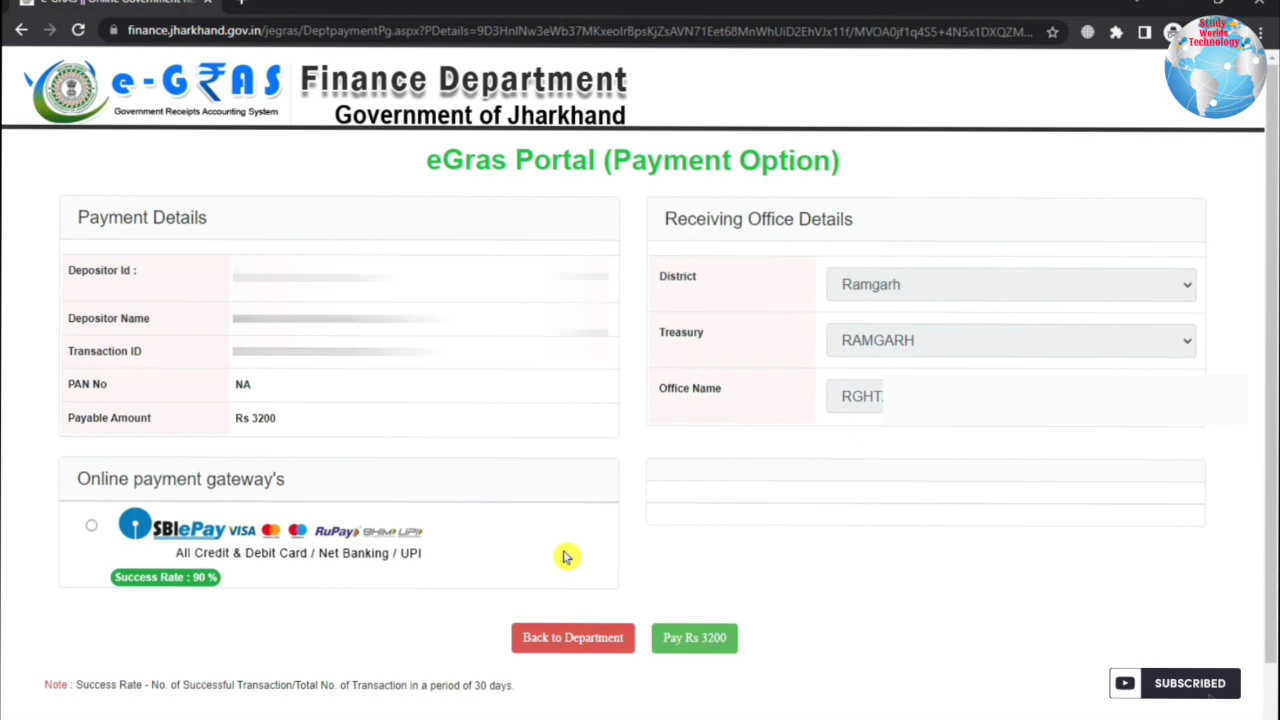 finance.jharkhand.gov.in/jegras/DeptpaymentPg.aspx?PDetails=
Study
Worlds
Technology
e-G₹AS
Government Receipts Accounting System
Finance Department
Government of Jharkhand
eGras Portal (Payment Option)
Payment Details
Depositor Id :
Depositor Name
Transaction ID
PAN No NA
Payable Amount Rs 3200
Receiving Office Details
District Ramgarh
Treasury RAMGARH
Office Name RGHT
Online payment gateway's
SBIePay VISA RuPay BHIM UPI
All Credit & Debit Card / Net Banking / UPI
Success Rate : 90 %
Back to Department Pay Rs 3200
Note : Success Rate - No. of Successful Transaction/Total No. of Transaction in a period of 30 days.
SUBSCRIBED